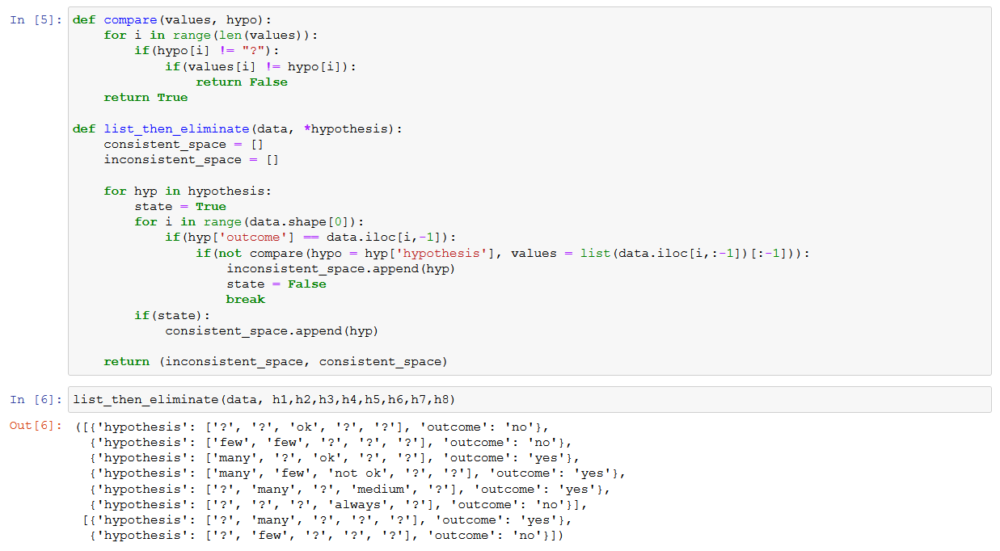 In [5]: def compare(values, hypo):
    for i in range(len(values)):
        if(hypo[i] != "?"):
            if(values[i] != hypo[i]):
                return False
    return True

def list_then_eliminate(data, *hypothesis):
    consistent_space = []
    inconsistent_space = []

    for hyp in hypothesis:
        state = True
        for i in range(data.shape[0]):
            if(hyp['outcome'] == data.iloc[i,-1]):
                if(not compare(hypo = hyp['hypothesis'], values = list(data.iloc[i,:-1])[:-1])):
                    inconsistent_space.append(hyp)
                    state = False
                    break
        if(state):
            consistent_space.append(hyp)

    return (inconsistent_space, consistent_space)
In [6]: list_then_eliminate(data, h1,h2,h3,h4,h5,h6,h7,h8)
Out[6]: ([{'hypothesis': ['?', '?', 'ok', '?', '?'], 'outcome': 'no'},
  {'hypothesis': ['few', 'few', '?', '?', '?'], 'outcome': 'no'},
  {'hypothesis': ['many', '?', 'ok', '?', '?'], 'outcome': 'yes'},
  {'hypothesis': ['many', 'few', 'not ok', '?', '?'], 'outcome': 'yes'},
  {'hypothesis': ['?', 'many', '?', 'medium', '?'], 'outcome': 'yes'},
  {'hypothesis': ['?', '?', '?', 'always', '?'], 'outcome': 'no'}],
 [{'hypothesis': ['?', 'many', '?', '?', '?'], 'outcome': 'yes'},
  {'hypothesis': ['?', 'few', '?', '?', '?'], 'outcome': 'no'}])